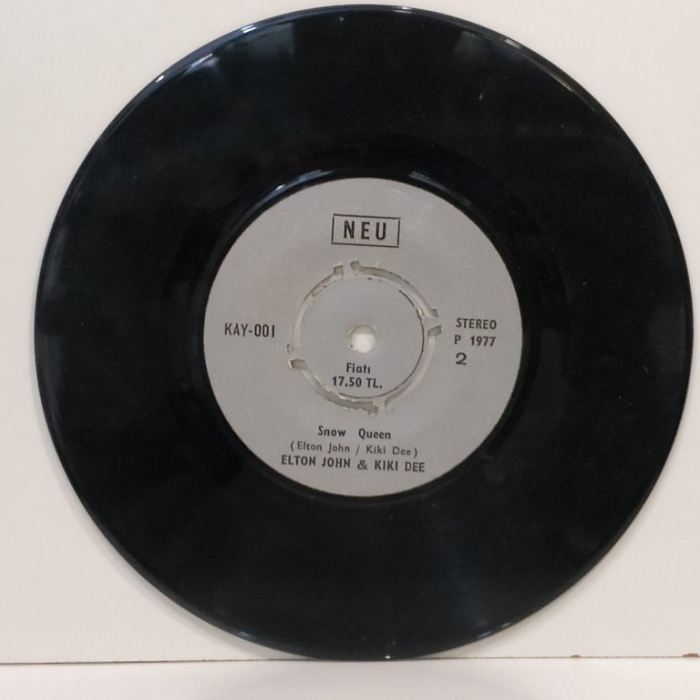 NEU
KAY-001
STEREO
P 1977
2
Fiatı
17.50 TL.
Snow Queen
(Elton John / Kiki Dee)
ELTON JOHN & KIKI DEE